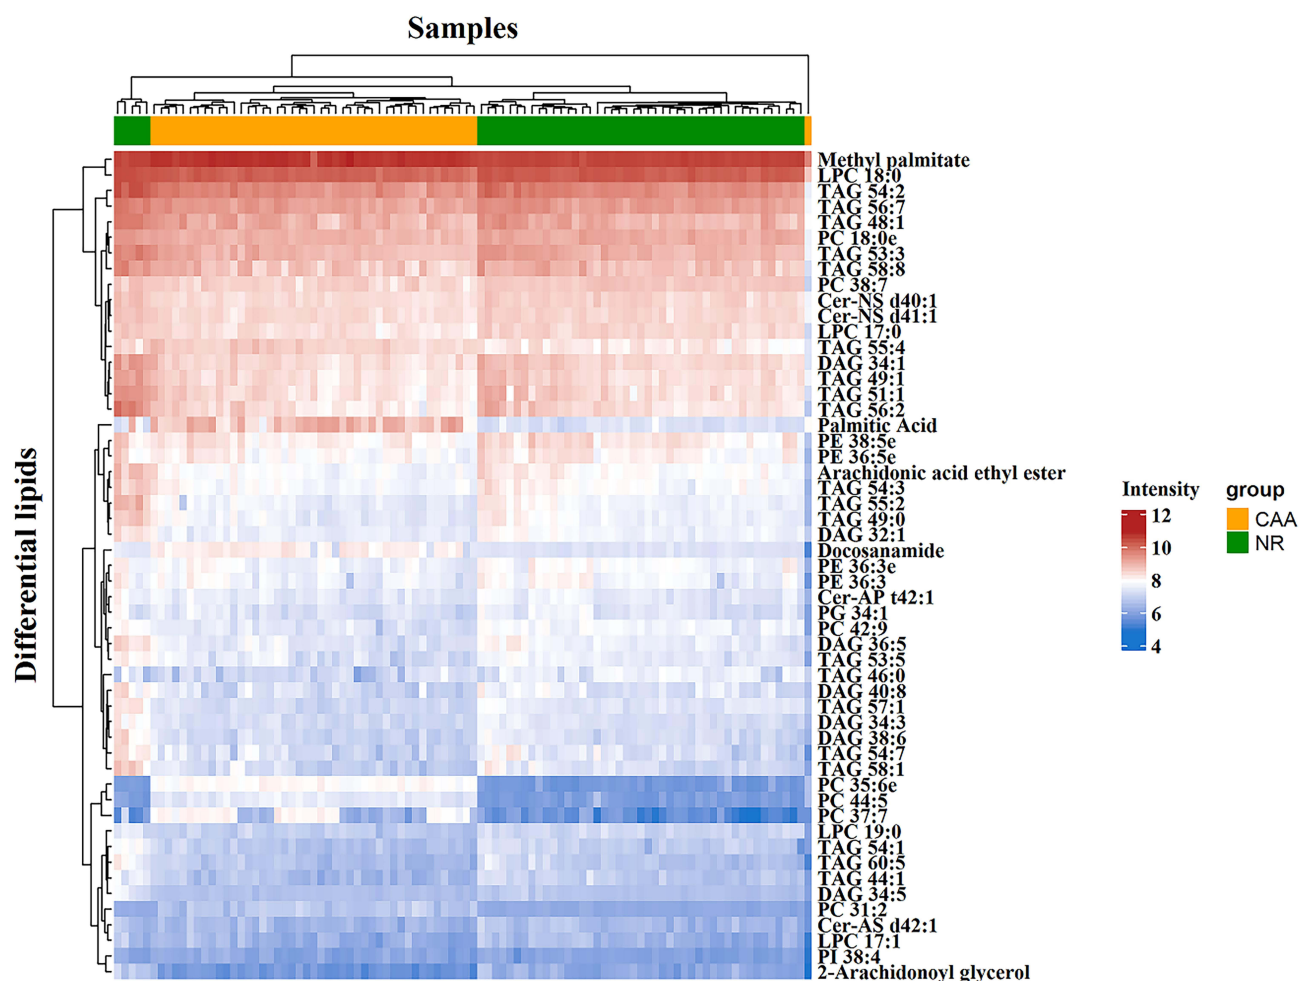 Samples
Differential lipids
Methyl palmitate
LPC 18:0
TAG 54:2
TAG 56:7
TAG 48:1
PC 18:0e
TAG 53:3
TAG 58:8
PC 38:7
Cer-NS d40:1
Cer-NS d41:1
LPC 17:0
TAG 55:4
DAG 34:1
TAG 49:1
TAG 51:1
TAG 56:2
Palmitic Acid
PE 38:5e
PE 36:5e
Arachidonic acid ethyl ester
TAG 54:3
TAG 55:2
TAG 49:0
DAG 32:1
Docosanamide
PE 36:3e
PE 36:3
Cer-AP t42:1
PG 34:1
PC 42:9
DAG 36:5
TAG 53:5
TAG 46:0
DAG 40:8
TAG 57:1
DAG 34:3
DAG 38:6
TAG 54:7
TAG 58:1
PC 35:6e
PC 44:5
PC 37:7
LPC 19:0
TAG 54:1
TAG 60:5
TAG 44:1
DAG 34:5
PC 31:2
Cer-AS d42:1
LPC 17:1
PI 38:4
2-Arachidonoyl glycerol
Intensity
12
10
8
6
4
group
CAA
NR